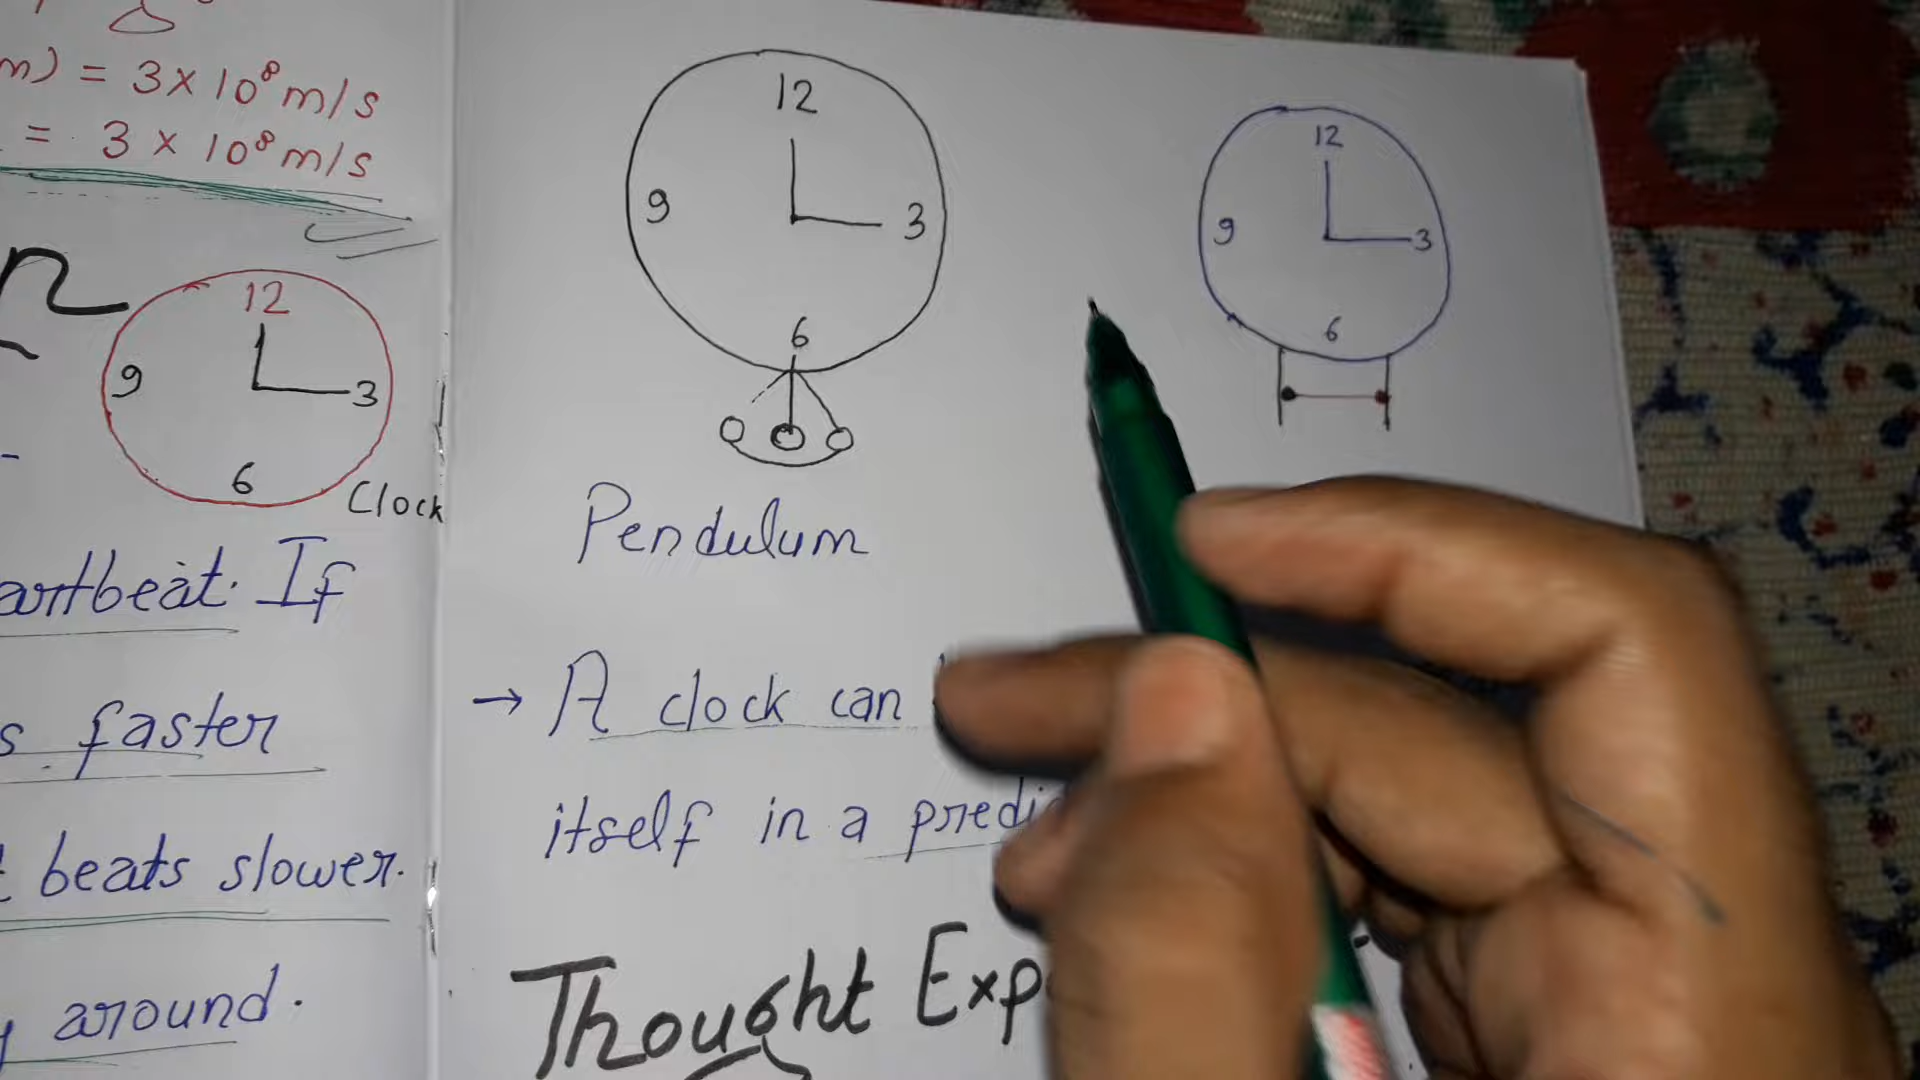 m) = 3 × 10⁸ m/s
= 3 × 10⁸ m/s
12
9
3
6
Clock
artbeat. If
s faster
beats slower.
around.
12
9
3
6
Pendulum
12
9
3
6
→ A clock can
itself in a predi
Thought Exp